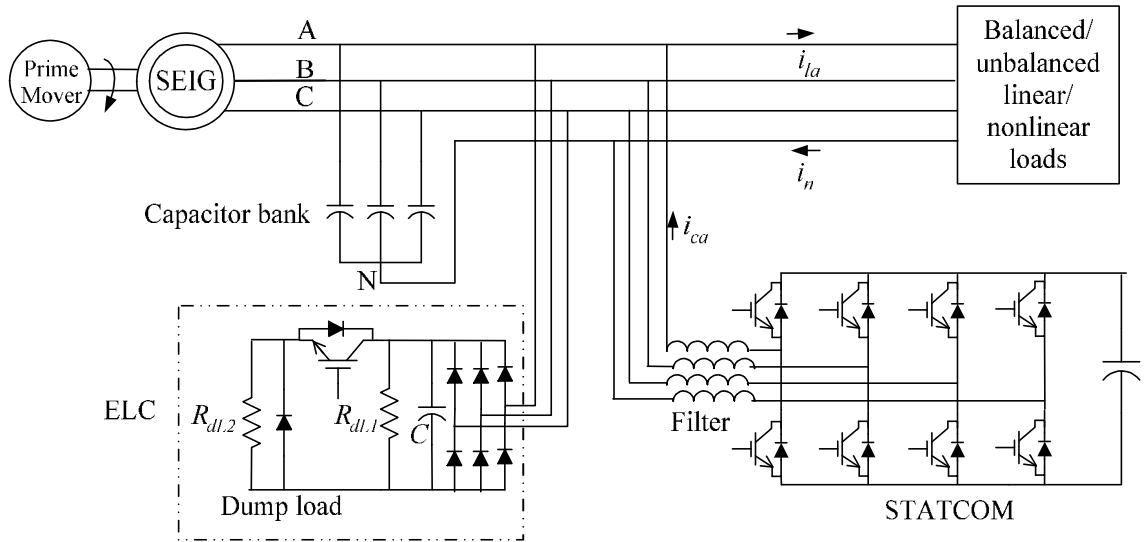 Prime
Mover
SEIG
A
B
C
i_la
i_n
Balanced/
unbalanced
linear/
nonlinear
loads
Capacitor bank
N
i_ca
ELC
R_dL2
R_dL1
C
Dump load
Filter
STATCOM